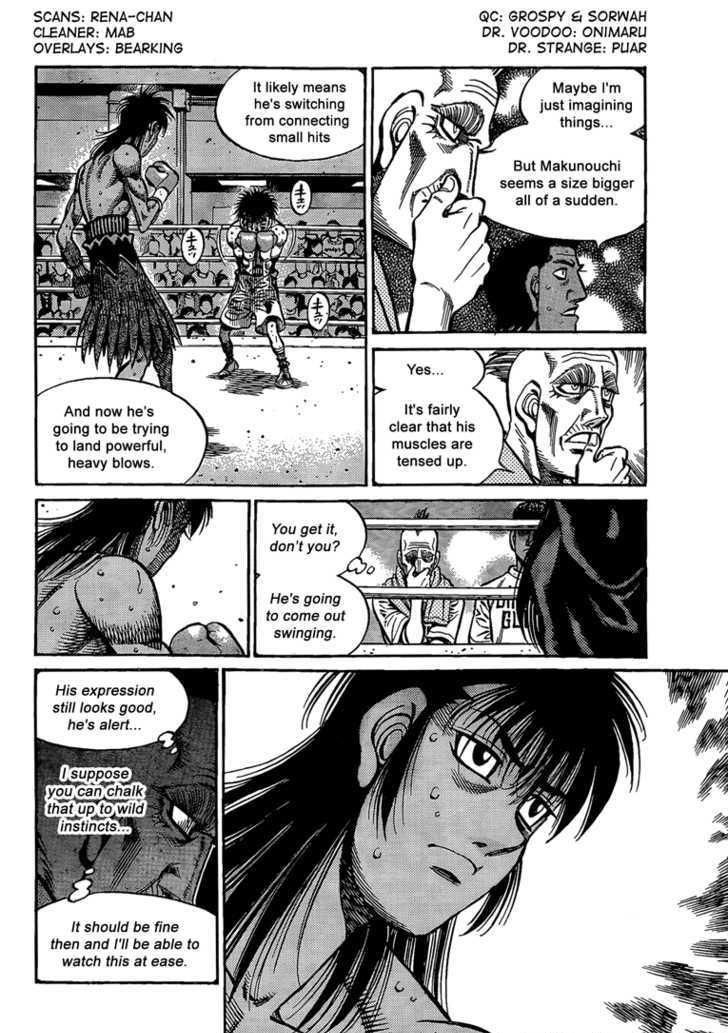 SCANS: RENA-CHAN
CLEANER: MAB
OVERLAYS: BEARKING
QC: GROSPY & SORWAH
DR. VOODOO: ONIMARU
DR. STRANGE: PUAR
Maybe I'm
just imagining
things...
But Makunouchi
seems a size bigger
all of a sudden.
It likely means
he's switching
from connecting
small hits
And now he's
going to be trying
to land powerful,
heavy blows.
Yes...
It's fairly
clear that his
muscles are
tensed up.
You get it,
don't you?
He's going
to come out
swinging.
His expression
still looks good,
he's alert...
I suppose
you can chalk
that up to wild
instincts...
It should be fine
then and I'll be able to
watch this at ease.